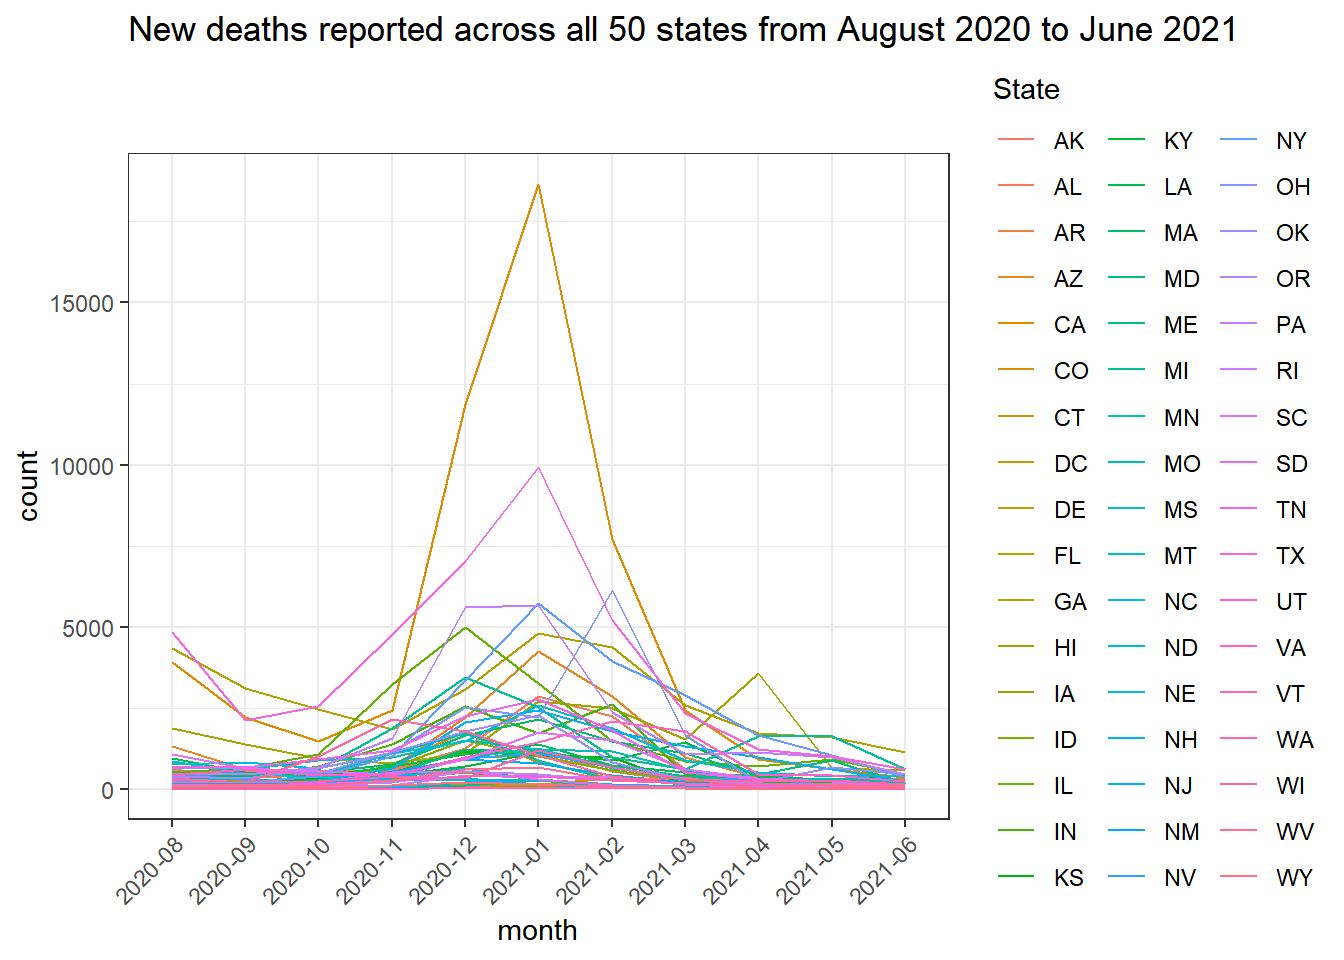 New deaths reported across all 50 states from August 2020 to June 2021
State
AK KY NY
AL LA OH
AR MA OK
AZ MD OR
CA ME PA
CO MI RI
CT MN SC
DC MO SD
DE MS TN
FL MT TX
GA NC UT
HI ND VA
IA NE VT
ID NH WA
IL NJ WI
IN NM WV
KS NV WY
count
15000
10000
5000
0
2020-08 2020-09 2020-10 2020-11 2020-12 2021-01 2021-02 2021-03 2021-04 2021-05 2021-06
month